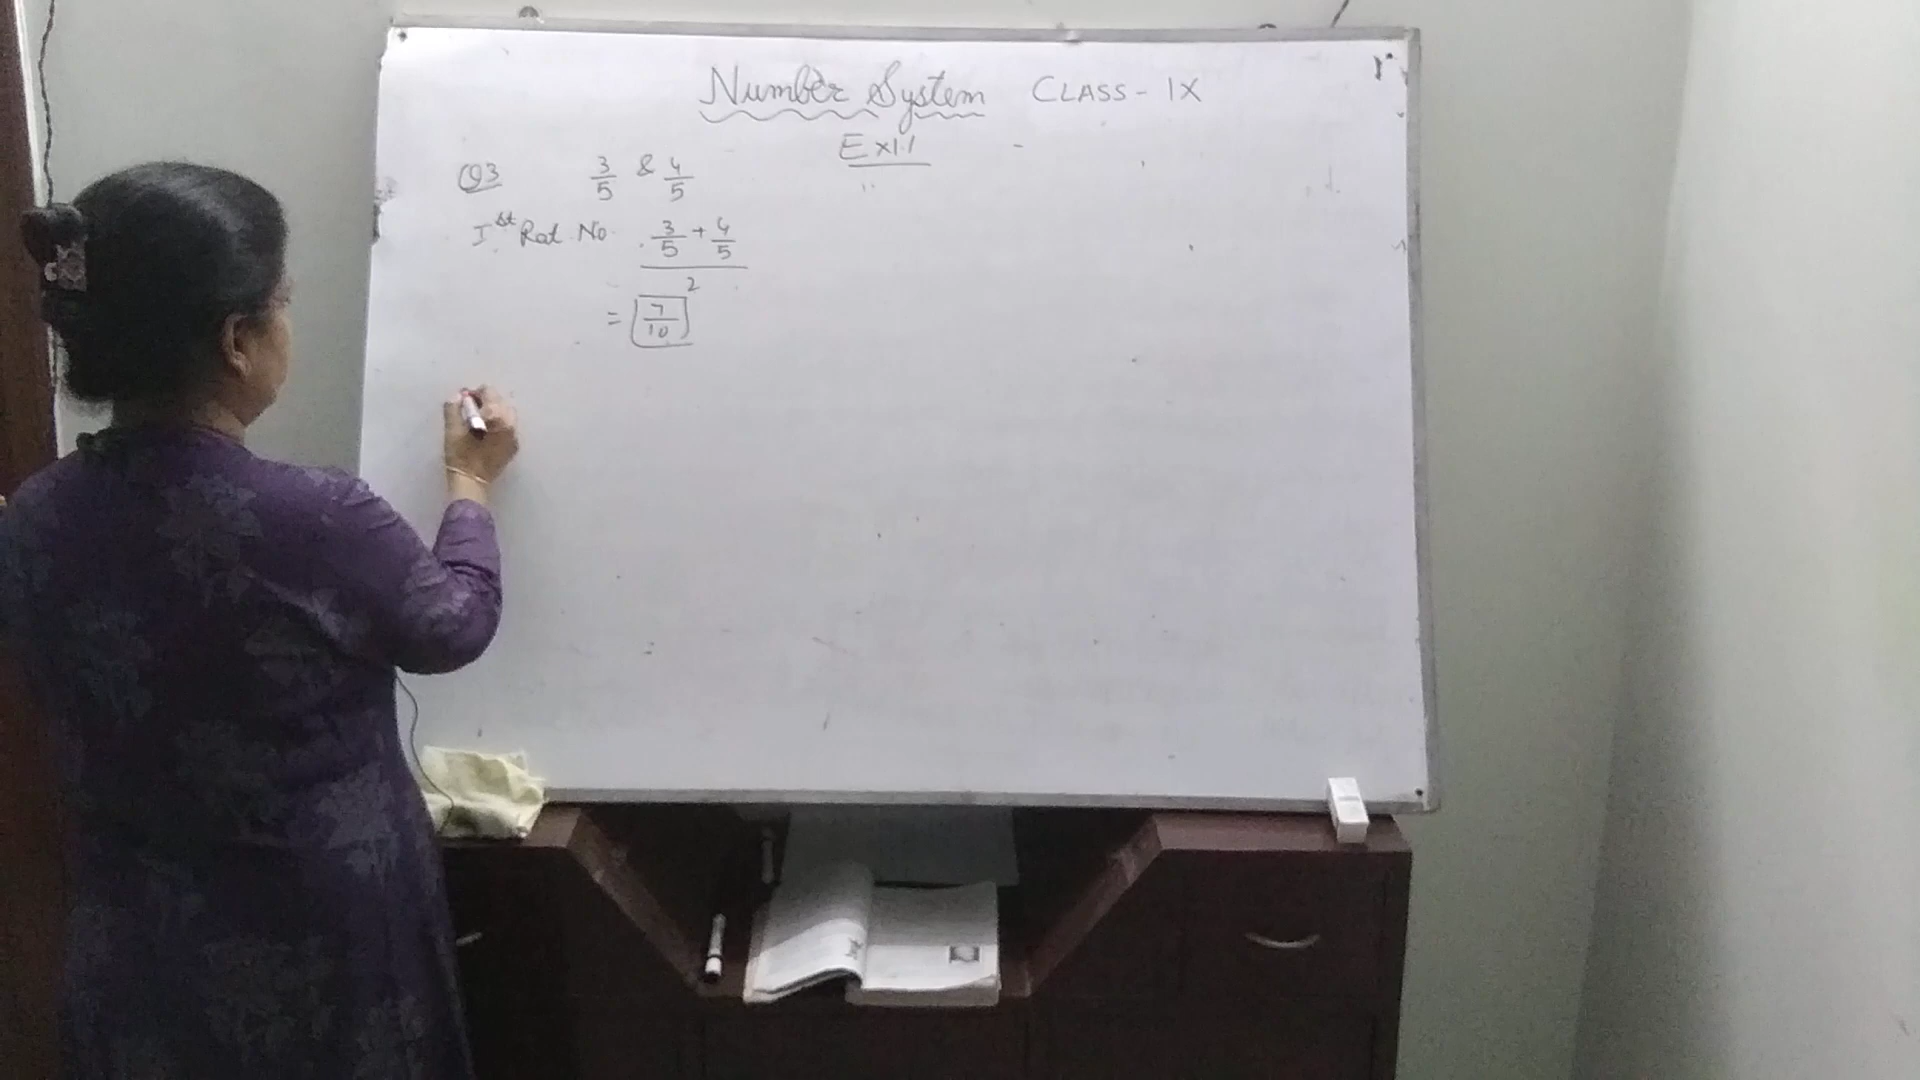 Number System CLASS - IX
Ex 1.1
Q3 3/5 & 4/5
Ist Rat. No. 3/5 + 4/5
2
= 7/10